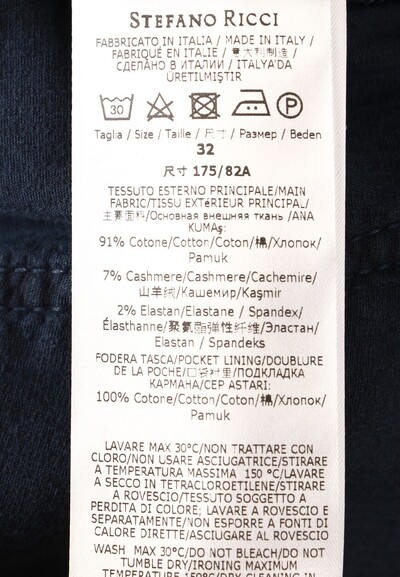 STEFANO RICCI
FABBRICATO IN ITALIA / MADE IN ITALY /
FABRIQUÉ EN ITALIE / 意大利制造 /
СДЕЛАНО В ИТАЛИИ / ITALYA'DA
ÜRETILMIŞTIR
30 P
Taglia / Size / Taille / 尺寸 / Размер / Beden
32
尺寸 175/82A
TESSUTO ESTERNO PRINCIPALE/MAIN
FABRIC/TISSU EXTéRIEUR PRINCIPAL/
主要面料/Основная внешняя ткань /ANA
KUMAş:
91% Cotone/Cotton/Coton/棉/Хлопок/
Pamuk
7% Cashmere/Cashmere/Cachemire/
山羊绒/Кашемир/Kaşmir
2% Elastan/Elastane / Spandex/
Élasthanne/聚氨酯弹性纤维/Эластан/
Elastan / Spandeks
FODERA TASCA/POCKET LINING/DOUBLURE
DE LA POCHE/口袋衬里/ПОДКЛАДКА
КАРМАНА/CEP ASTARI:
100% Cotone/Cotton/Coton/棉/Хлопок/
Pamuk
LAVARE MAX 30°C/NON TRATTARE CON
CLORO/NON USARE ASCIUGATRICE/STIRARE
A TEMPERATURA MASSIMA 150 °C/LAVARE
A SECCO IN TETRACLOROETILENE/STIRARE
A ROVESCIO/TESSUTO SOGGETTO A
PERDITA DI COLORE; LAVARE A ROVESCIO E
SEPARATAMENTE/NON ESPORRE A FONTI DI
CALORE DIRETTE/ASCIUGARE AL ROVESCIO
WASH MAX 30°C/DO NOT BLEACH/DO NOT
TUMBLE DRY/IRONING MAXIMUM
TEMPERATURE 150°C/DRY CLEANING IN